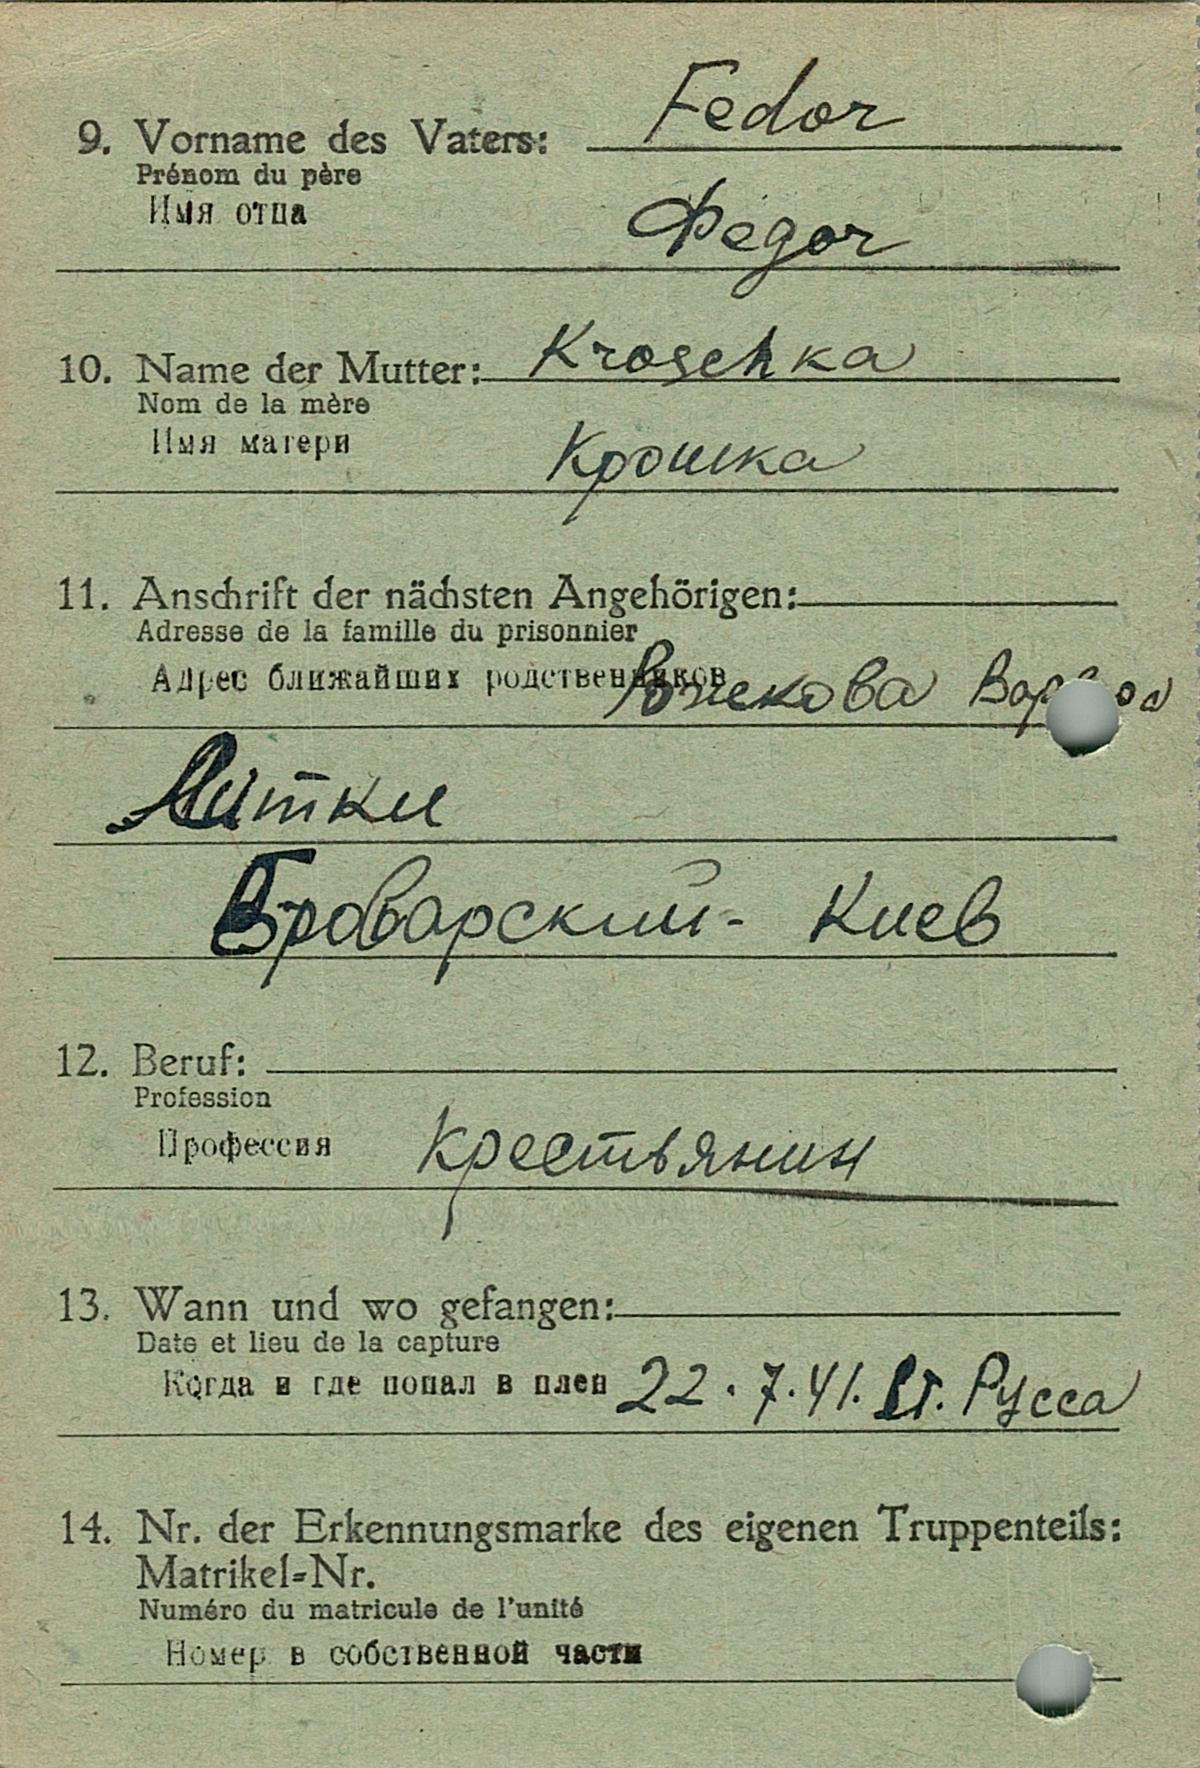 9. Vorname des Vaters: Fedor
Prénom du père
Имя отца Федоr
10. Name der Mutter: Kroschka
Nom de la mère
Имя матери Крошка
11. Anschrift der nächsten Angehörigen:
Adresse de la famille du prisonnier
Адрес ближайших родственников
Литки
Броварский - Киев
12. Beruf:
Profession
Профессия Крестьянин
13. Wann und wo gefangen:
Date et lieu de la capture
Когда и где попал в плен 22. 7. 41. Ст. Русса
14. Nr. der Erkennungsmarke des eigenen Truppenteils:
Matrikel-Nr.
Numéro du matricule de l'unité
Номер в собственной части